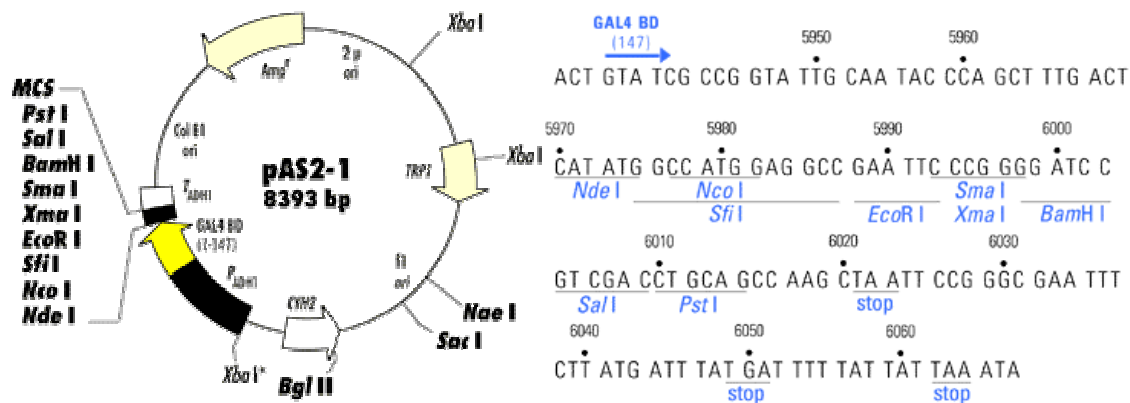 Xba I
2 µ
ori
Amp r
MCS
Pst I
Sal I
BamH I
Sma I
Xma I
EcoR I
Sfi I
Nco I
Nde I
Col E1
ori
pAS2-1
8393 bp
TRP1
Xba I
T ADH1
GAL4 BD
(1-147)
P ADH1
f1
ori
CYH2
Nae I
Sac I
Xba I*
Bgl II
GAL4 BD
(147)
5950 5960
ACT GTA TCG CCG GTA TTG CAA TAC CCA GCT TTG ACT
5970 5980 5990 6000
CAT ATG GCC ATG GAG GCC GAA TTC CCG GGG ATC C
Nde I Nco I Sma I
Sfi I EcoR I Xma I BamH I
6010 6020 6030
GT CGA CCT GCA GCC AAG CTA ATT CCG GGC GAA TTT
Sal I Pst I stop
6040 6050 6060
CTT ATG ATT TAT GAT TTT TAT TAT TAA ATA
stop stop